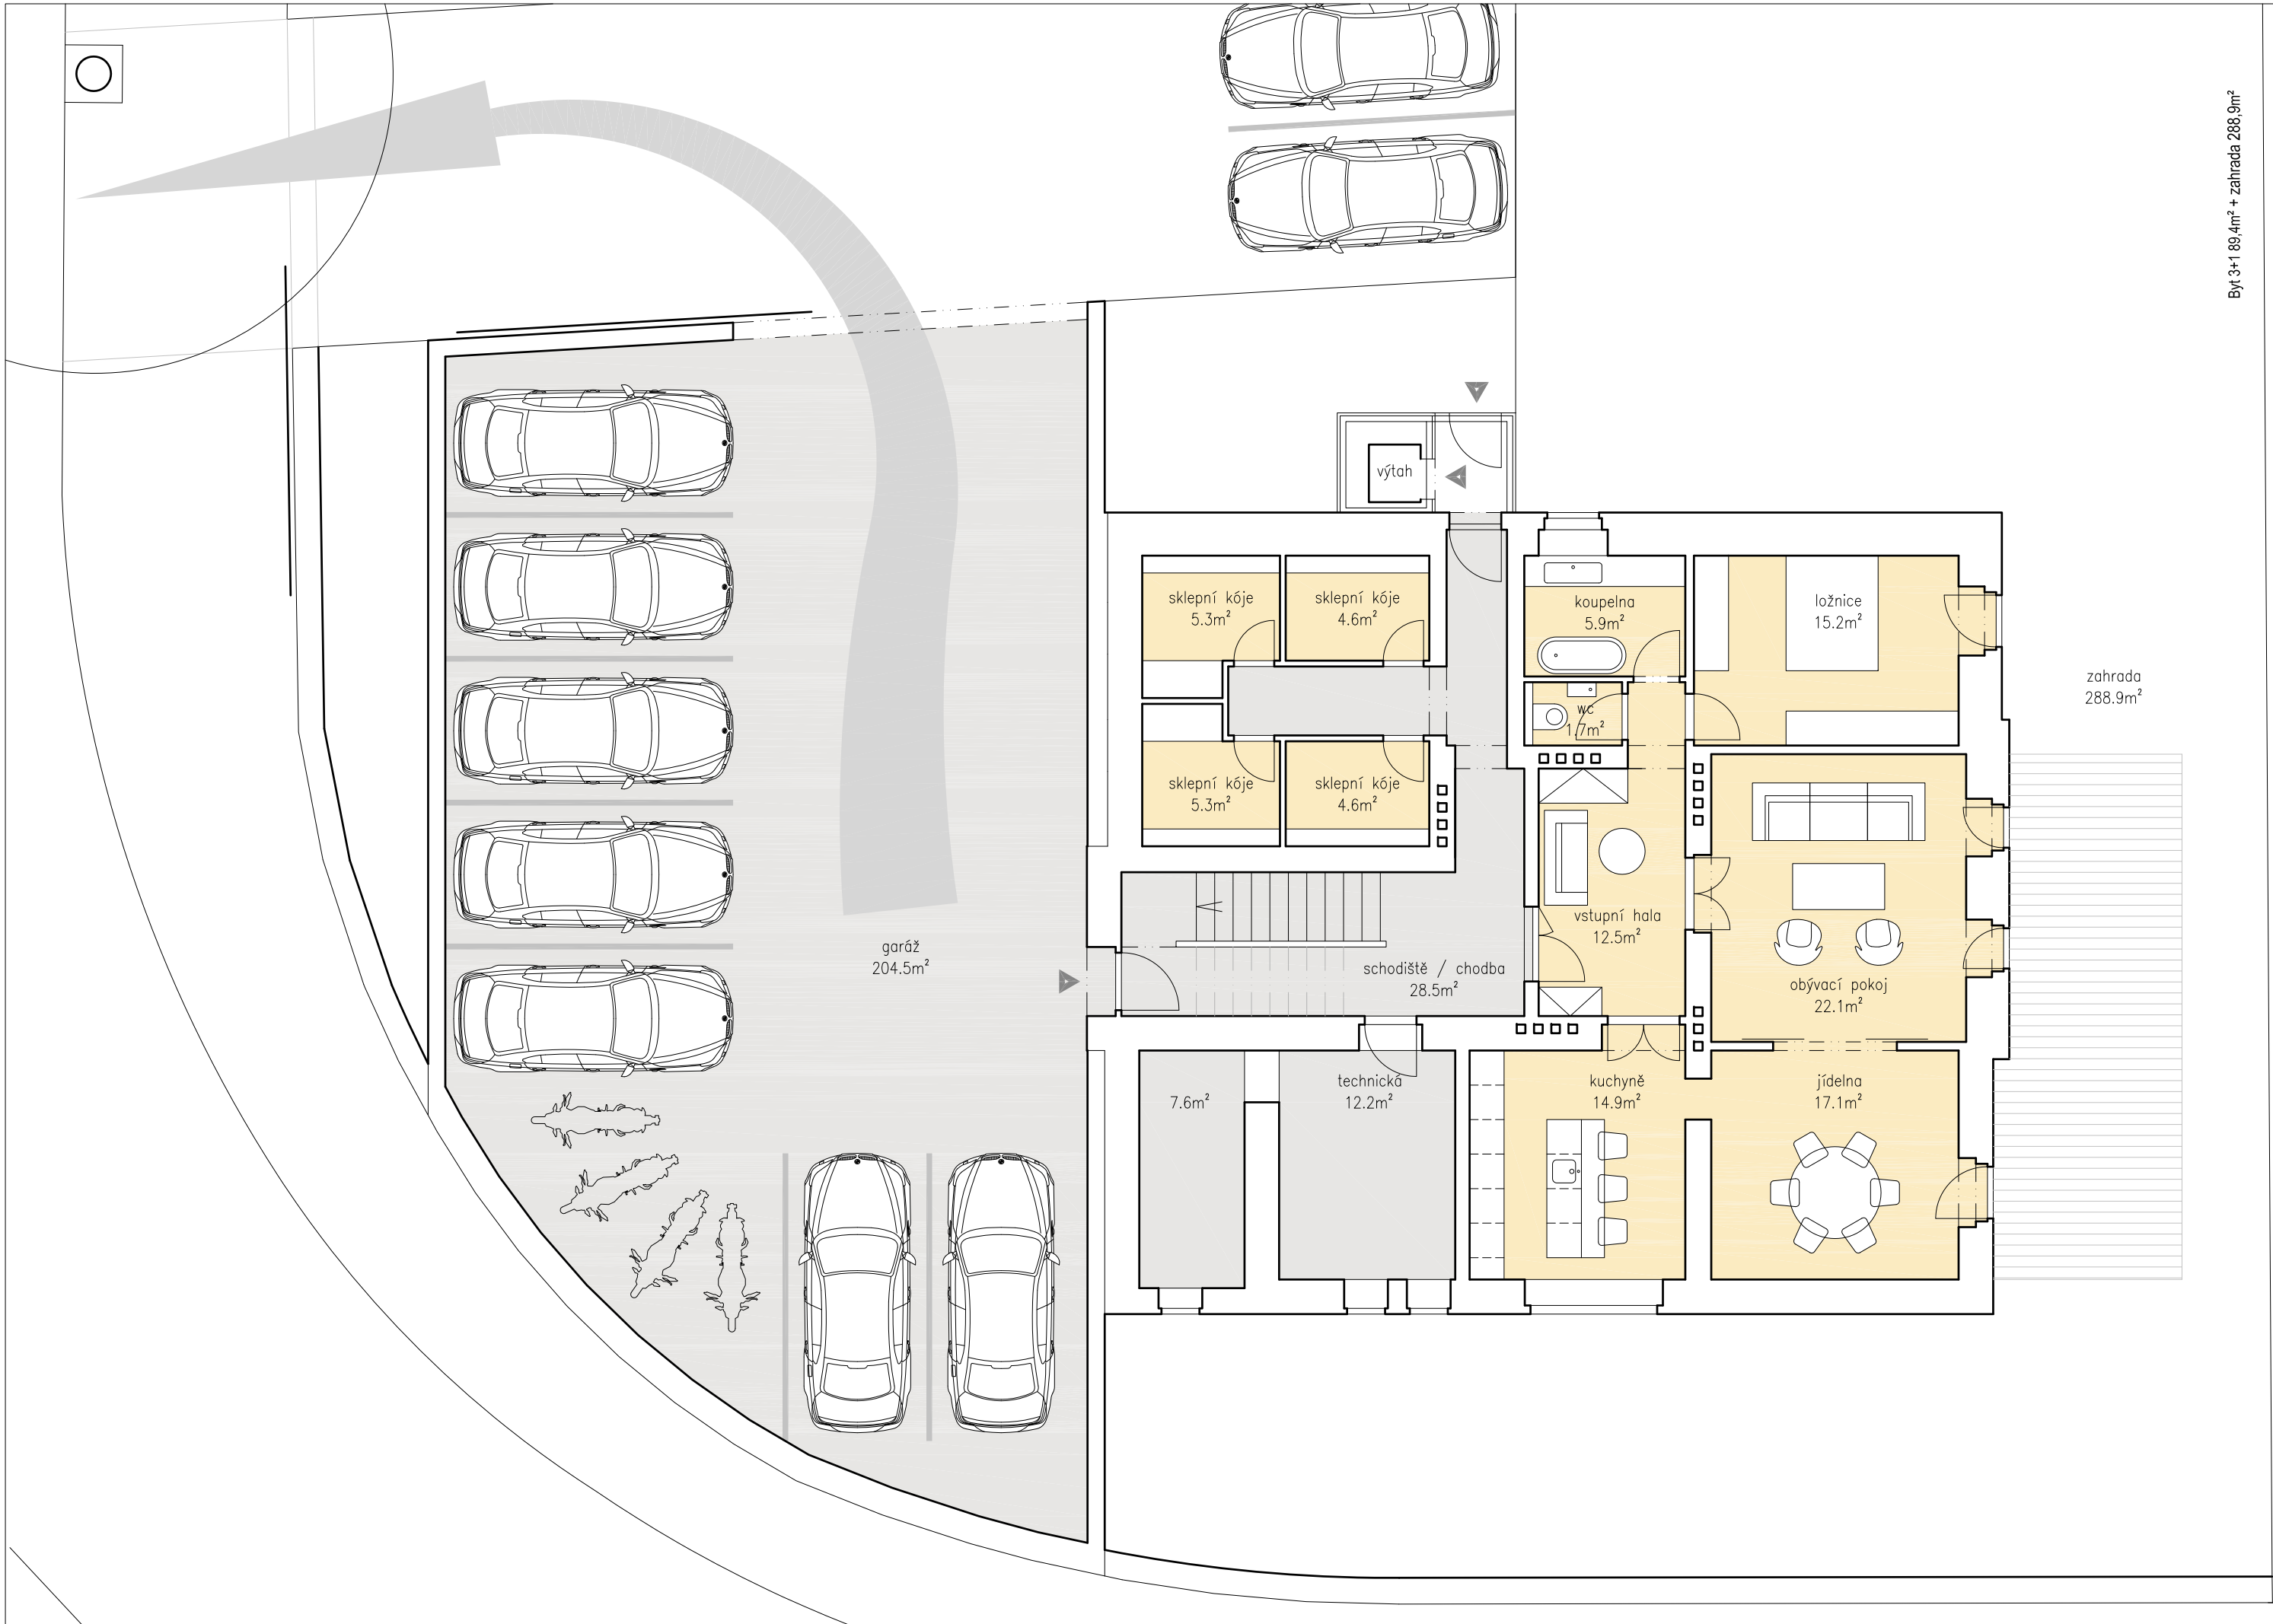 Byt 3+1 89,4m² + zahrada 288,9m²
výtah
sklepní kóje
5.3m²
sklepní kóje
4.6m²
koupelna
5.9m²
ložnice
15.2m²
zahrada
288.9m²
wc
1.7m²
sklepní kóje
5.3m²
sklepní kóje
4.6m²
vstupní hala
12.5m²
garáž
204.5m²
schodiště / chodba
28.5m²
obývací pokoj
22.1m²
7.6m²
technická
12.2m²
kuchyně
14.9m²
jídelna
17.1m²